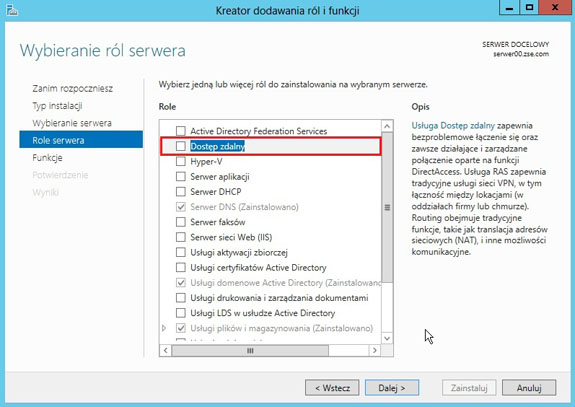 Kreator dodawania ról i funkcji
Wybieranie ról serwera
SERWER DOCELOWY
serwer00.zse.com
Zanim rozpoczniesz
Typ instalacji
Wybieranie serwera
Role serwera
Funkcje
Potwierdzenie
Wyniki
Wybierz jedną lub więcej ról do zainstalowania na wybranym serwerze.
Role
Active Directory Federation Services
Dostęp zdalny
Hyper-V
Serwer aplikacji
Serwer DHCP
Serwer DNS (Zainstalowano)
Serwer faksów
Serwer sieci Web (IIS)
Usługi aktywacji zbiorczej
Usługi certyfikatów Active Directory
Usługi domenowe Active Directory (Zainstalowano
Usługi drukowania i zarządzania dokumentami
Usługi LDS w usłudze Active Directory
Usługi plików i magazynowania (Zainstalowano)
Opis
Usługa Dostęp zdalny zapewnia
bezproblemowe łączenie się oraz
zawsze działające i zarządzane
połączenie oparte na funkcji
DirectAccess. Usługa RAS zapewnia
tradycyjne usługi sieci VPN, w tym
łączność między lokacjami (w
oddziałach firmy lub chmurze).
Routing obejmuje tradycyjne
funkcje, takie jak translacja adresów
sieciowych (NAT), i inne możliwości
komunikacyjne.
< Wstecz
Dalej >
Zainstaluj
Anuluj